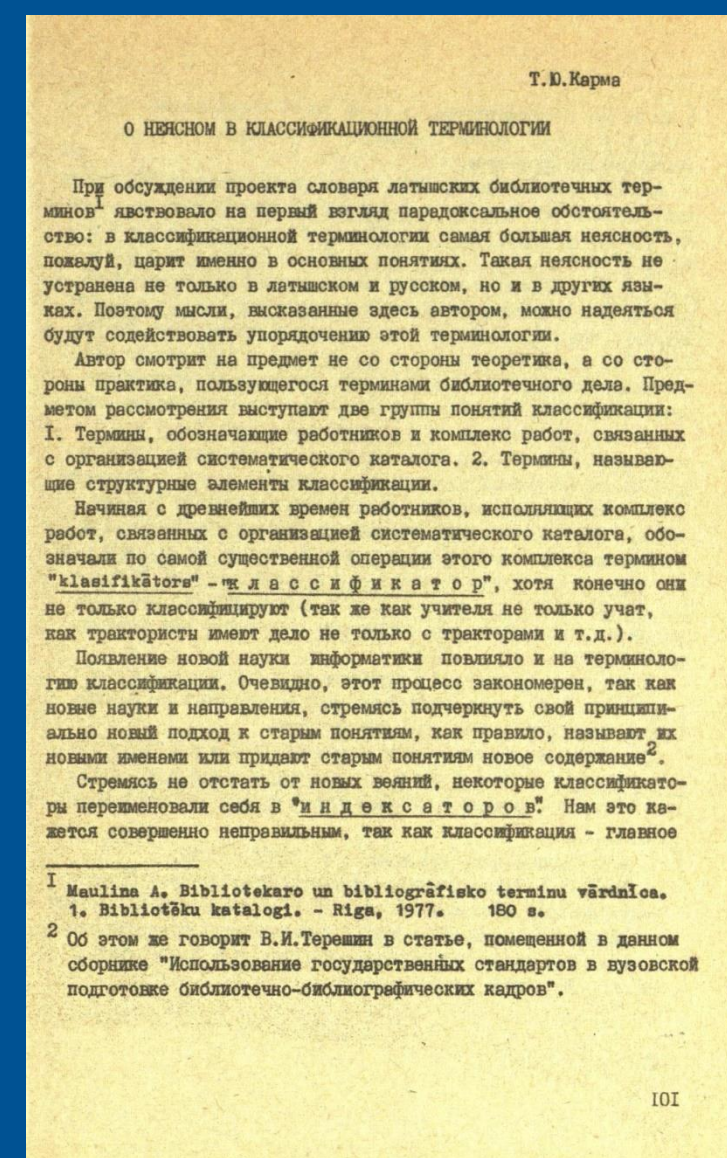 Т.Ю.Карма
О НЕЯСНОМ В КЛАССИФИКАЦИОННОЙ ТЕРМИНОЛОГИИ
При обсуждении проекта словаря латышских библиотечных тер-
минов I явствовало на первый взгляд парадоксальное обстоятель-
ство: в классификационной терминологии самая большая неясность,
пожалуй, царит именно в основных понятиях. Такая неясность не
устранена не только в латышском и русском, но и в других язы-
ках. Поэтому мысли, высказанные здесь автором, можно надеяться
будут содействовать упорядочению этой терминологии.
Автор смотрит на предмет не со стороны теоретика, а со сто-
роны практика, пользующегося терминами библиотечного дела. Пред-
метом рассмотрения выступают две группы понятий классификации:
I. Термины, обозначающие работников и комплекс работ, связанных
с организацией систематического каталога. 2. Термины, называю-
щие структурные элементы классификации.
Начиная с древнейших времен работников, исполняющих комплекс
работ, связанных с организацией систематического каталога, обо-
значали по самой существенной операции этого комплекса термином
"klasifikātors" - "к л а с с и ф и к а т о р", хотя конечно они
не только классифицируют (так же как учителя не только учат,
как трактористы имеют дело не только с тракторами и т.д.).
Появление новой науки информатики повлияло и на терминоло-
гию классификации. Очевидно, этот процесс закономерен, так как
новые науки и направления, стремясь подчеркнуть свой принципи-
ально новый подход к старым понятиям, как правило, называют их
новыми именами или придают старым понятиям новое содержание 2.
Стремясь не отстать от новых веяний, некоторые классификато-
ры переименовали себя в "и н д е к с а т о р о в". Нам это ка-
жется совершенно неправильным, так как классификация - главное
I Mauliņa A. Bibliotekāro un bibliogrāfisko terminu vārdnīca.
1. Bibliotēku katalogi. - Rīga, 1977. 180 s.
2 Об этом же говорит В.И.Терешин в статье, помещенной в данном
сборнике "Использование государственных стандартов в вузовской
подготовке библиотечно-библиографических кадров".
IOI